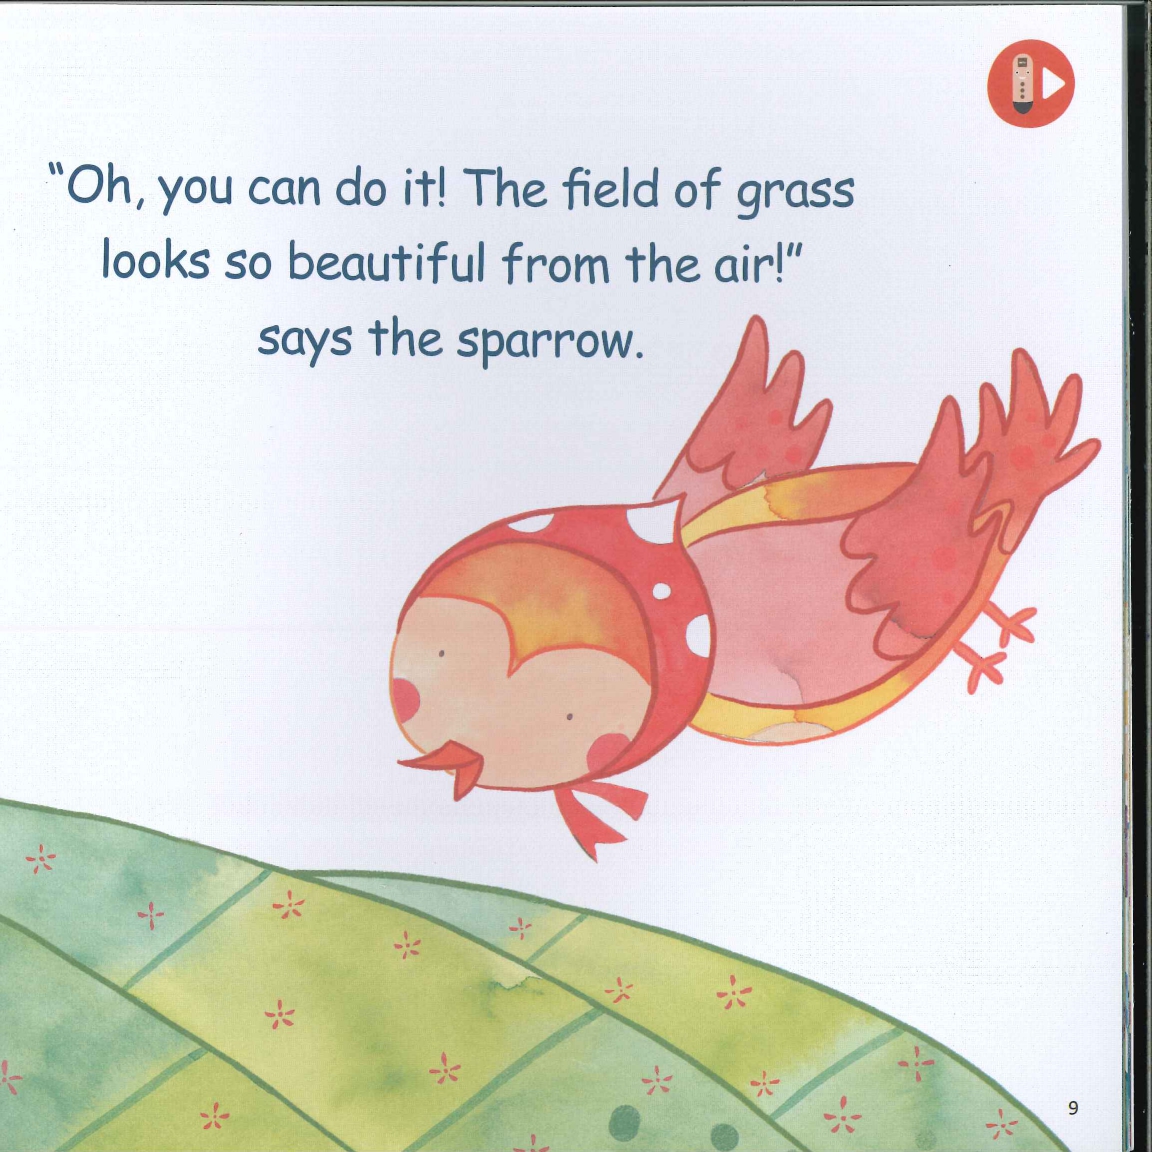 “Oh, you can do it! The field of grass
looks so beautiful from the air!”
says the sparrow.
9